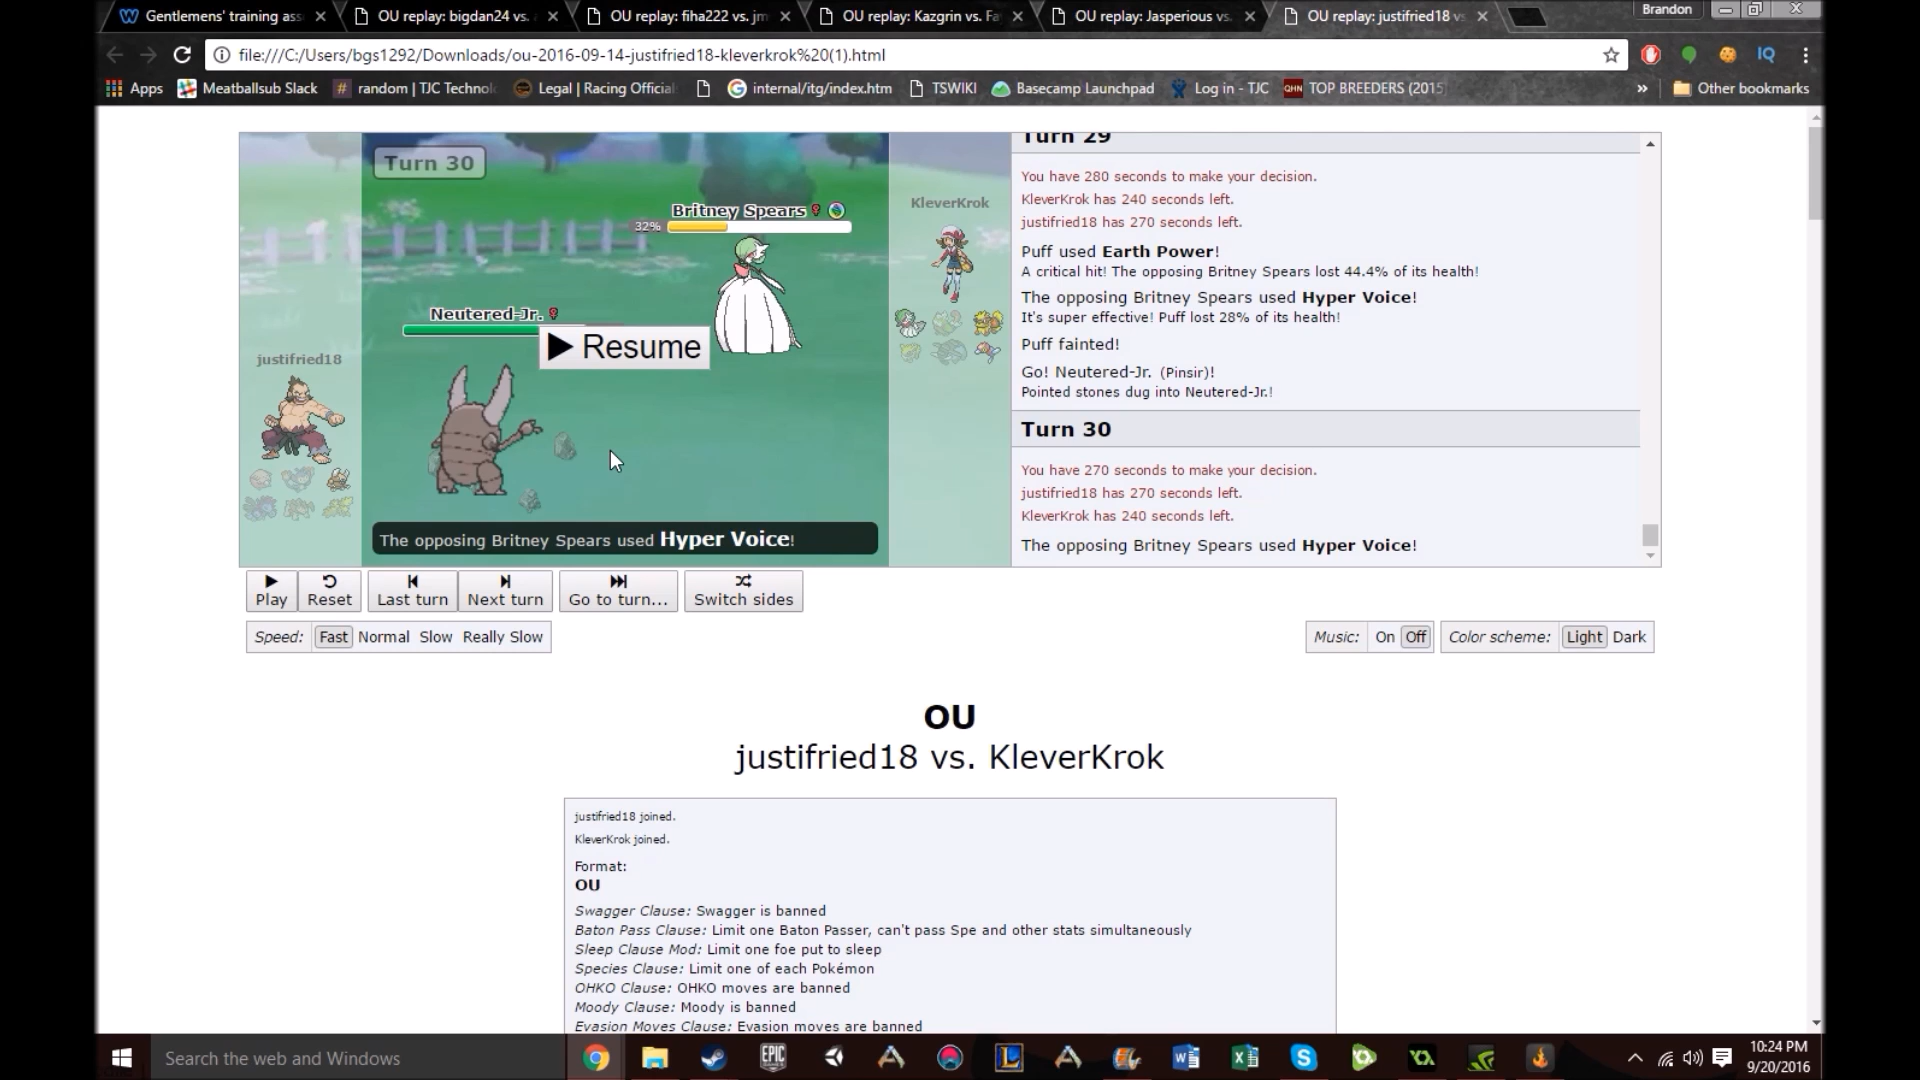 Gentlemens' training ass
OU replay: bigdan24 vs.
OU replay: fiha222 vs. jm
OU replay: Kazgrin vs. Fa
OU replay: Jasperious vs.
OU replay: justifried18 vs
Brandon
file:///C:/Users/bgs1292/Downloads/ou-2016-09-14-justifried18-kleverkrok%20(1).html
IQ
Apps
Meatballsub Slack
random | TJC Technol
Legal | Racing Official
internal/itg/index.htm
TSWIKI
Basecamp Launchpad
Log in - TJC
QHN
TOP BREEDERS (2015
»
Other bookmarks
Turn 30
Britney Spears
32%
Neutered-Jr.
Resume
justifried18
KleverKrok
The opposing Britney Spears used Hyper Voice!
Turn 29
You have 280 seconds to make your decision.
KleverKrok has 240 seconds left.
justifried18 has 270 seconds left.
Puff used Earth Power!
A critical hit! The opposing Britney Spears lost 44.4% of its health!
The opposing Britney Spears used Hyper Voice!
It's super effective! Puff lost 28% of its health!
Puff fainted!
Go! Neutered-Jr. (Pinsir)!
Pointed stones dug into Neutered-Jr.!
Turn 30
You have 270 seconds to make your decision.
justifried18 has 270 seconds left.
KleverKrok has 240 seconds left.
The opposing Britney Spears used Hyper Voice!
Play
Reset
Last turn
Next turn
Go to turn...
Switch sides
Speed: Fast Normal Slow Really Slow
Music: On Off
Color scheme: Light Dark
OU
justifried18 vs. KleverKrok
justifried18 joined.
KleverKrok joined.
Format:
OU
Swagger Clause: Swagger is banned
Baton Pass Clause: Limit one Baton Passer, can't pass Spe and other stats simultaneously
Sleep Clause Mod: Limit one foe put to sleep
Species Clause: Limit one of each Pokémon
OHKO Clause: OHKO moves are banned
Moody Clause: Moody is banned
Evasion Moves Clause: Evasion moves are banned
Search the web and Windows
EPIC
10:24 PM
9/20/2016